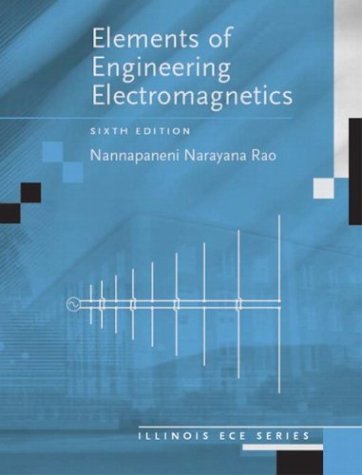 Elements of
Engineering
Electromagnetics
SIXTH EDITION
Nannapaneni Narayana Rao
ILLINOIS ECE SERIES